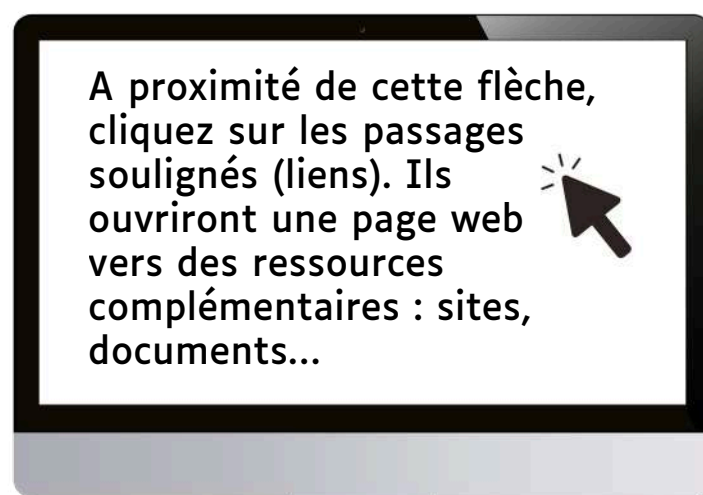 A proximité de cette flèche,
cliquez sur les passages
soulignés (liens). Ils
ouvriront une page web
vers des ressources
complémentaires : sites,
documents...